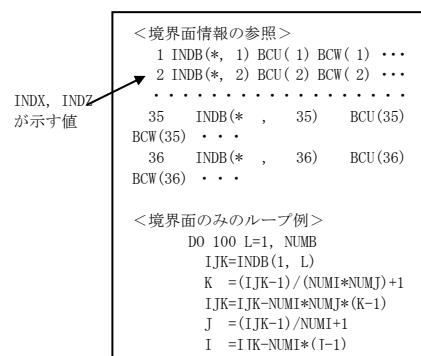 <境界面情報の参照>
1 INDB(*, 1) BCU( 1) BCW( 1) ・・・
2 INDB(*, 2) BCU( 2) BCW( 2) ・・・
・・・・・・・・・・・・・・・・・・
INDX, INDZ
が示す値
35 INDB(* , 35) BCU(35)
BCW(35) ・・・
36 INDB(* , 36) BCU(36)
BCW(36) ・・・
<境界面のみのループ例>
DO 100 L=1, NUMB
IJK=INDB(1, L)
K =(IJK-1)/(NUMI*NUMJ)+1
IJK=IJK-NUMI*NUMJ*(K-1)
J =(IJK-1)/NUMI+1
I =IJK-NUMI*(J-1)